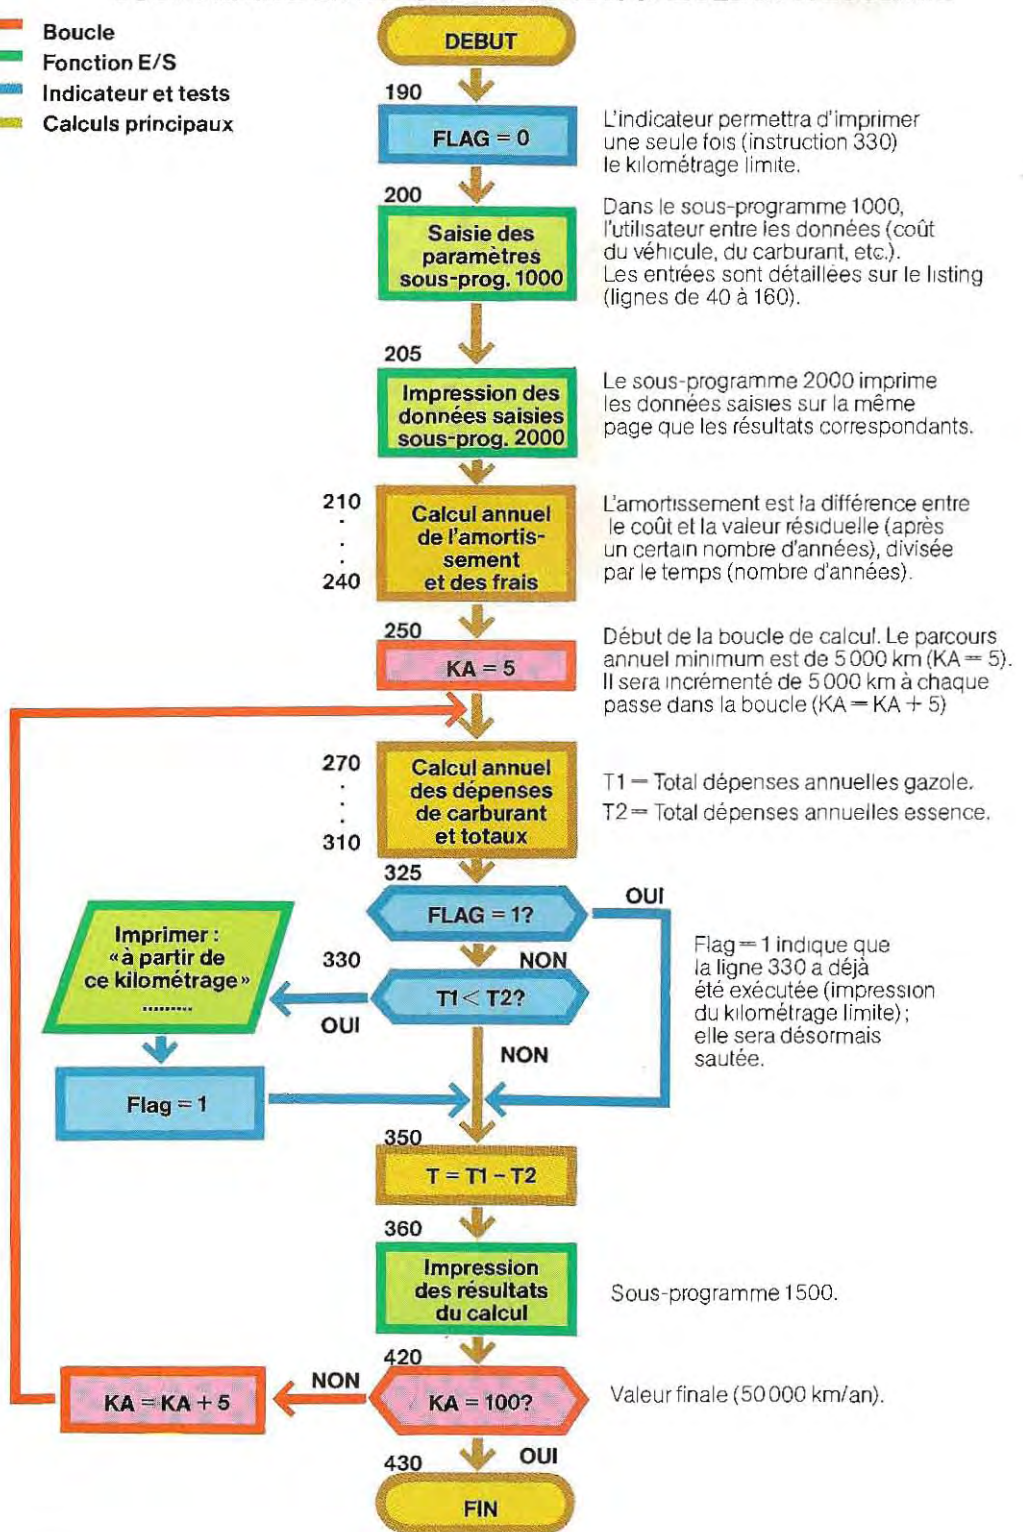 Boucle
Fonction E/S
Indicateur et tests
Calculs principaux
DEBUT
190
FLAG = 0
L'indicateur permettra d'imprimer
une seule fois (instruction 330)
le kilométrage limite.
200
Saisie des
paramètres
sous-prog. 1000
Dans le sous-programme 1000,
l'utilisateur entre les données (coût
du véhicule, du carburant, etc.).
Les entrées sont détaillées sur le listing
(lignes de 40 à 160).
205
Impression des
données saisies
sous-prog. 2000
Le sous-programme 2000 imprime
les données saisies sur la même
page que les résultats correspondants.
210
.
.
.
240
Calcul annuel
de l'amortis-
sement
et des frais
L'amortissement est la différence entre
le coût et la valeur résiduelle (après
un certain nombre d'années), divisée
par le temps (nombre d'années).
250
KA = 5
Début de la boucle de calcul. Le parcours
annuel minimum est de 5 000 km (KA = 5).
Il sera incrémenté de 5 000 km à chaque
passe dans la boucle (KA = KA + 5)
270
.
.
.
310
Calcul annuel
des dépenses
de carburant
et totaux
T1 = Total dépenses annuelles gazole.
T2 = Total dépenses annuelles essence.
325
FLAG = 1?
OUI
NON
Imprimer :
«à partir de
ce kilométrage»
.........
330
T1 < T2?
OUI
NON
Flag = 1 indique que
la ligne 330 a déjà
été exécutée (impression
du kilométrage limite) ;
elle sera désormais
sautée.
Flag = 1
350
T = T1 – T2
360
Impression
des résultats
du calcul
Sous-programme 1500.
420
KA = 100?
NON
KA = KA + 5
Valeur finale (50 000 km/an).
OUI
430
FIN